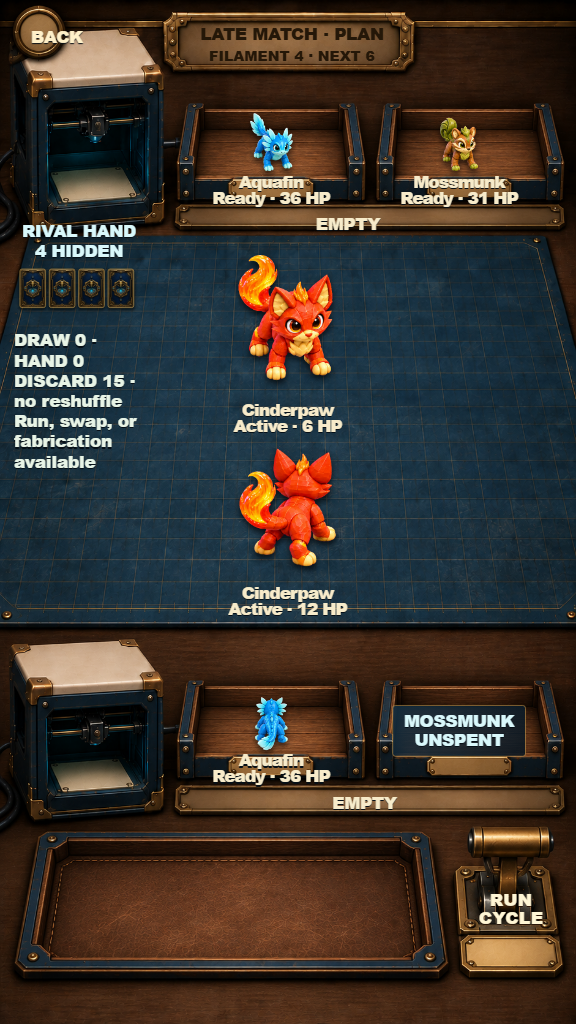 BACK
LATE MATCH · PLAN
FILAMENT 4 · NEXT 6
Aquafin
Ready · 36 HP
Mossmunk
Ready · 31 HP
EMPTY
RIVAL HAND
4 HIDDEN
DRAW 0 ·
HAND 0
DISCARD 15 ·
no reshuffle
Run, swap, or
fabrication
available
Cinderpaw
Active · 6 HP
Cinderpaw
Active · 12 HP
Aquafin
Ready · 36 HP
MOSSMUNK
UNSPENT
EMPTY
RUN
CYCLE